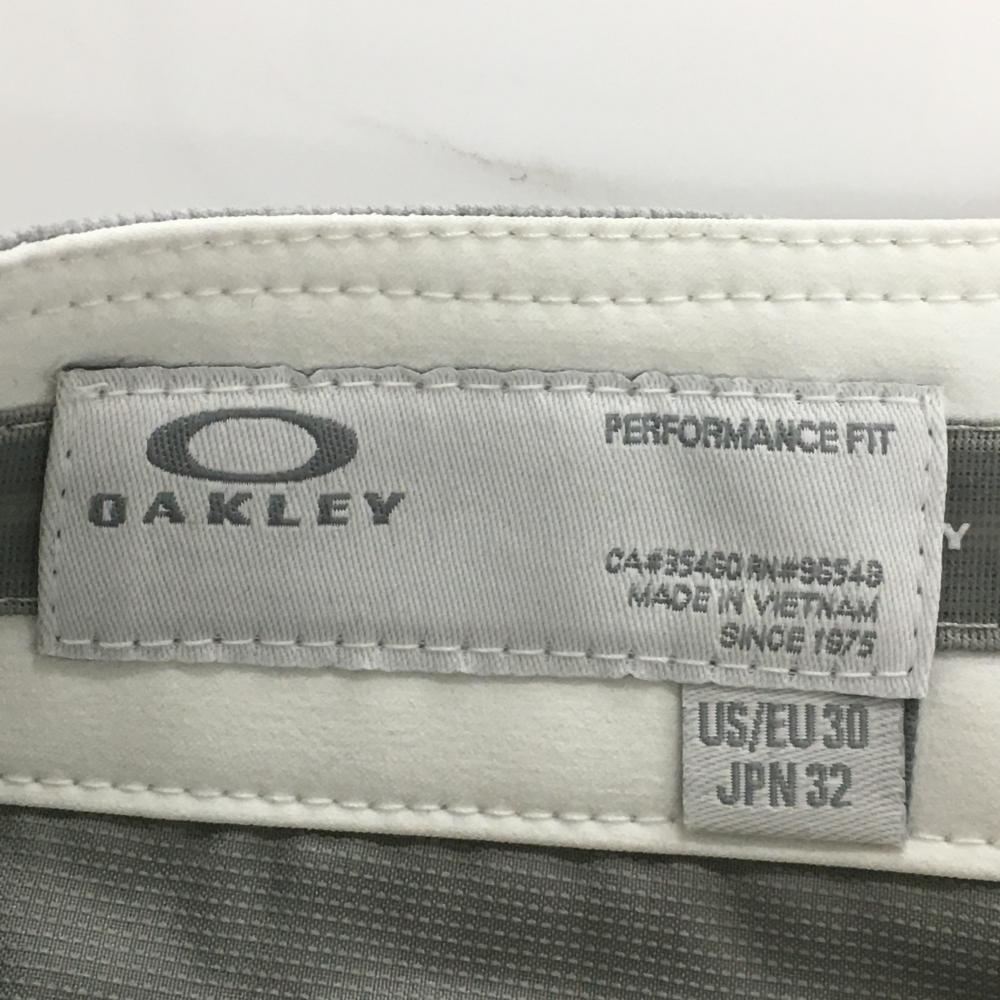 OAKLEY
PERFORMANCE FIT
CA#35460 RN#96548
MADE IN VIETNAM
SINCE 1975
Y
US/EU 30
JPN 32